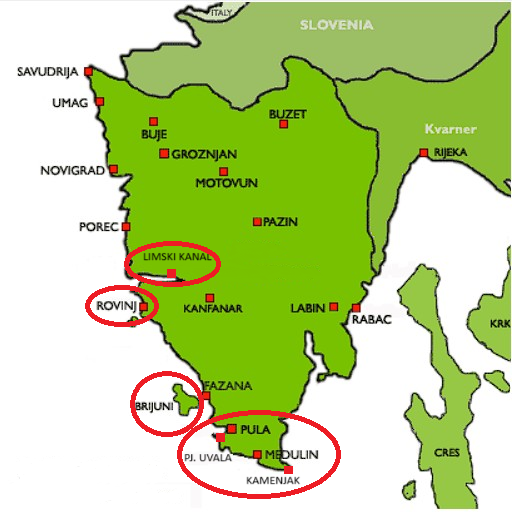 ITALY
SLOVENIA
SAVUDRIJA
UMAG
BUZET
BUJE
Kvarner
GROZNJAN
RIJEKA
NOVIGRAD
MOTOVUN
POREC
PAZIN
LIMSKI KANAL
ROVINJ
KANFANAR
LABIN
RABAC
KRK
FAZANA
BRIJUNI
PULA
PJ. UVALA
MEDULIN
CRES
KAMENJAK